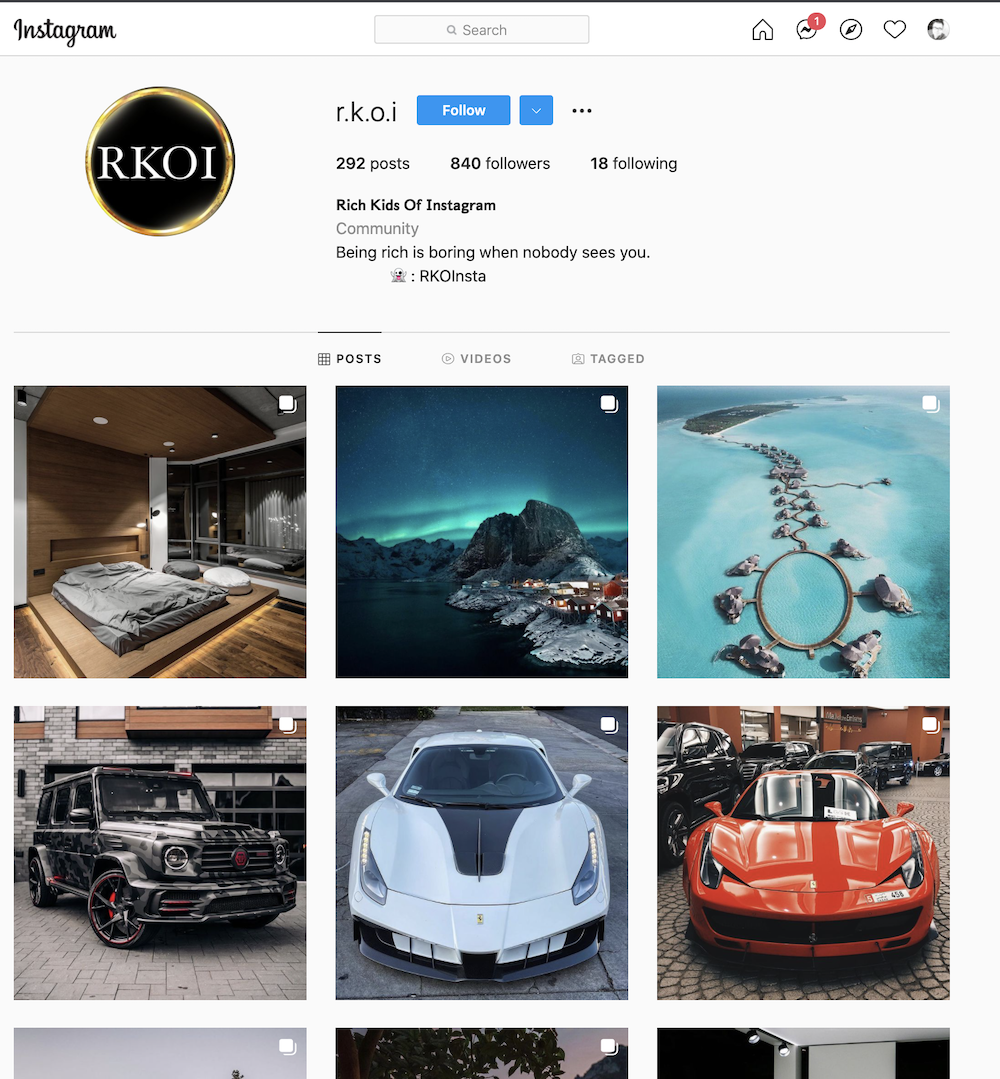 Instagram
Search
1
RKOI
r.k.o.i
Follow
292 posts 840 followers 18 following
Rich Kids Of Instagram
Community
Being rich is boring when nobody sees you.
: RKOInsta
POSTS VIDEOS TAGGED
458